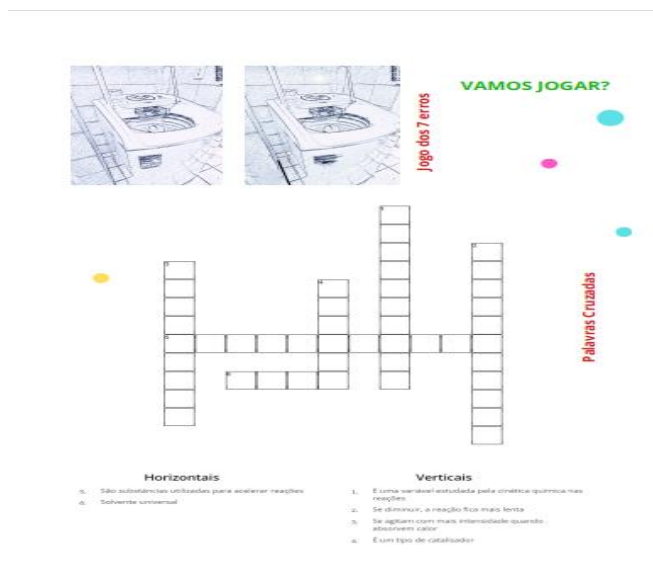 VAMOS JOGAR?
Jogo dos 7 erros
Palavras Cruzadas
Horizontais
5. São substâncias utilizadas para acelerar reações
6. Solvente universal
Verticais
1. É uma variável estudada pela cinética química nas
reações
2. Se diminuir, a reação fica mais lenta
3. Se agitam com mais intensidade quando
absorvem calor
4. É um tipo de catalisador